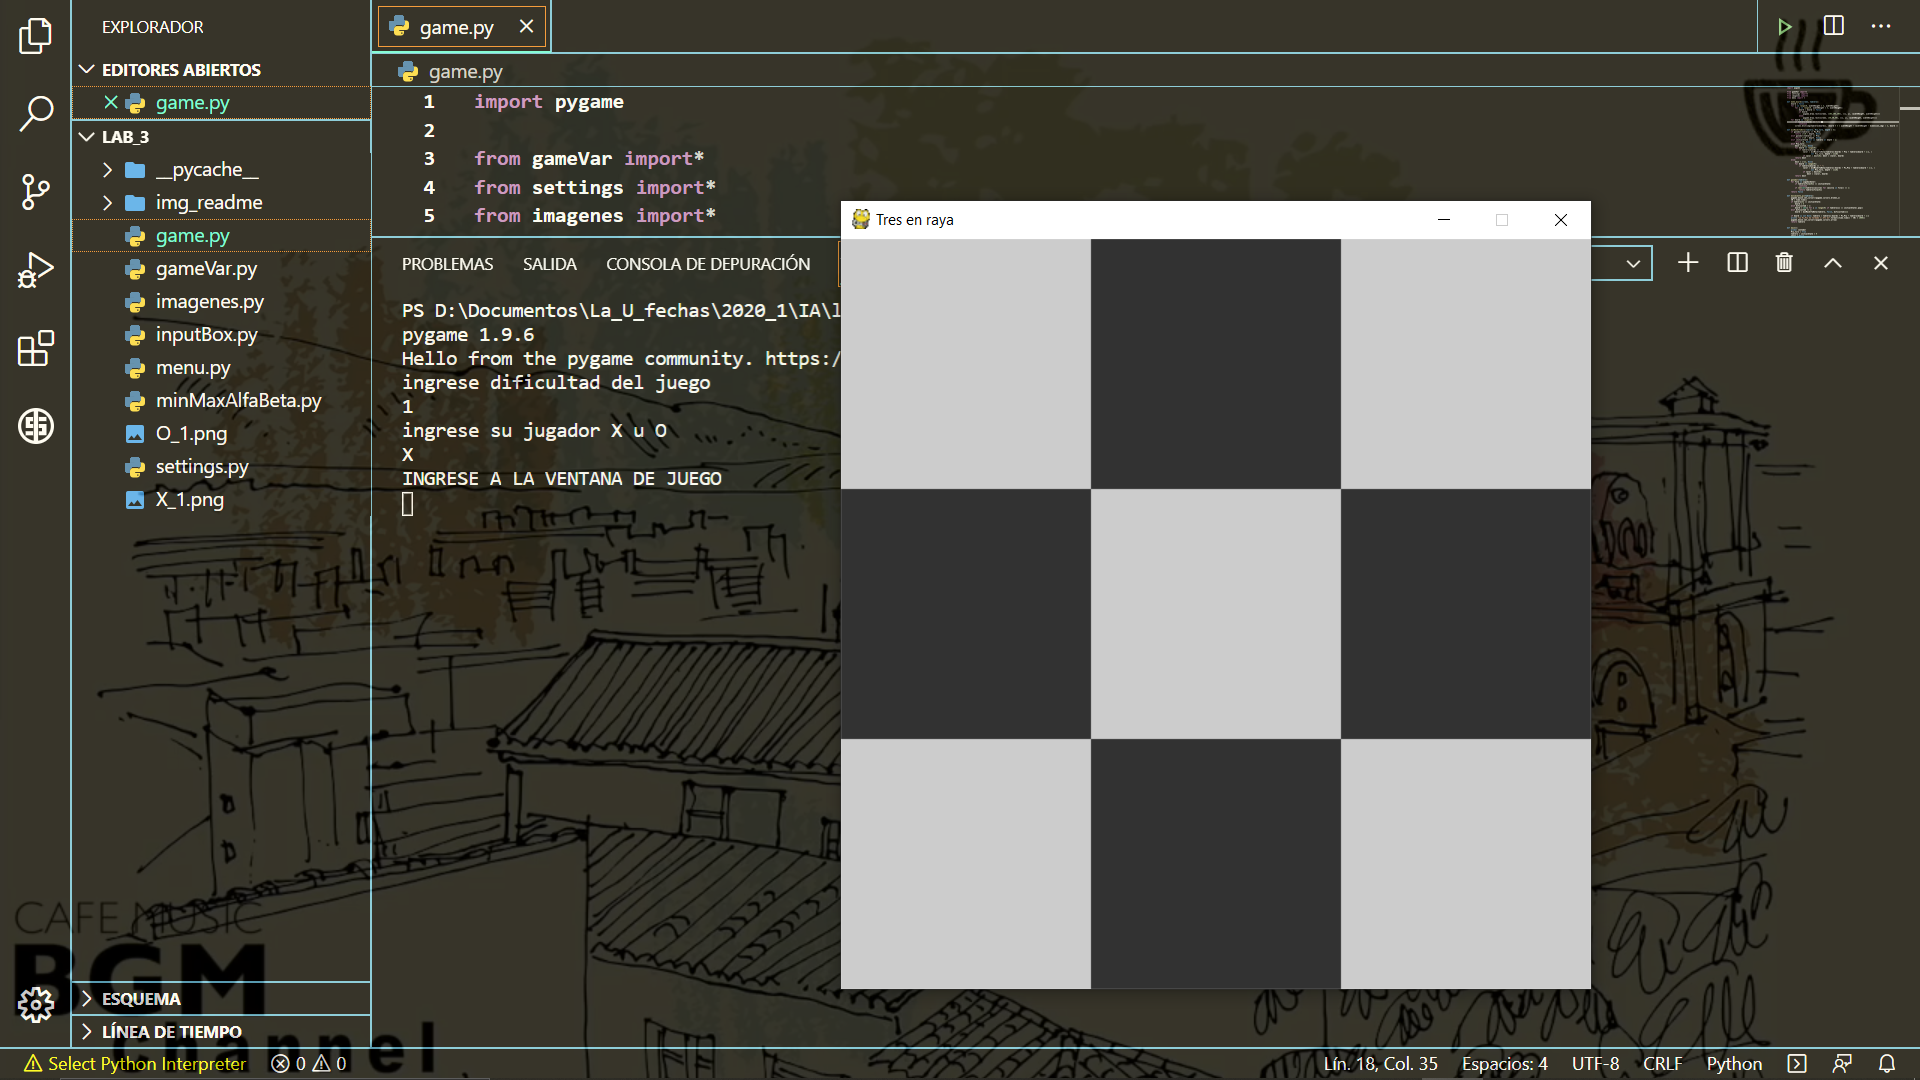 EXPLORADOR
EDITORES ABIERTOS
game.py
LAB_3
__pycache__
img_readme
game.py
gameVar.py
imagenes.py
inputBox.py
menu.py
minMaxAlfaBeta.py
O_1.png
settings.py
X_1.png
ESQUEMA
LÍNEA DE TIEMPO
game.py
game.py
1 import pygame
2
3 from gameVar import*
4 from settings import*
5 from imagenes import*
PROBLEMAS SALIDA CONSOLA DE DEPURACIÓN
PS D:\Documentos\La_U_fechas\2020_1\IA\l
pygame 1.9.6
Hello from the pygame community. https:/
ingrese dificultad del juego
1
ingrese su jugador X u O
X
INGRESE A LA VENTANA DE JUEGO
Tres en raya
CAFE MUSIC
BGM
channel
Select Python Interpreter 0 0
Lín. 18, Col. 35 Espacios: 4 UTF-8 CRLF Python